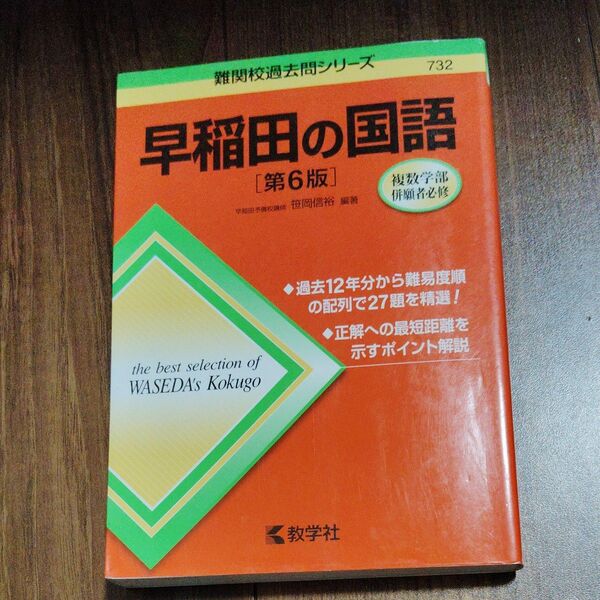 難関校過去問シリーズ 732
早稲田の国語
[第6版]
早稲田予備校講師 笹岡信裕 編著
複数学部
併願者必修
◆過去12年分から難易度順
の配列で27題を精選!
◆正解への最短距離を
示すポイント解説
the best selection of
WASEDA's Kokugo
教学社